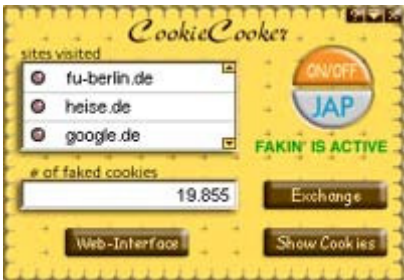 CookieCooker
sites visited
fu-berlin.de
heise.de
google.de
ON/OFF
JAP
FAKIN' IS ACTIVE
# of faked cookies
19.855
Exchange
Web-Interface
Show Cookies